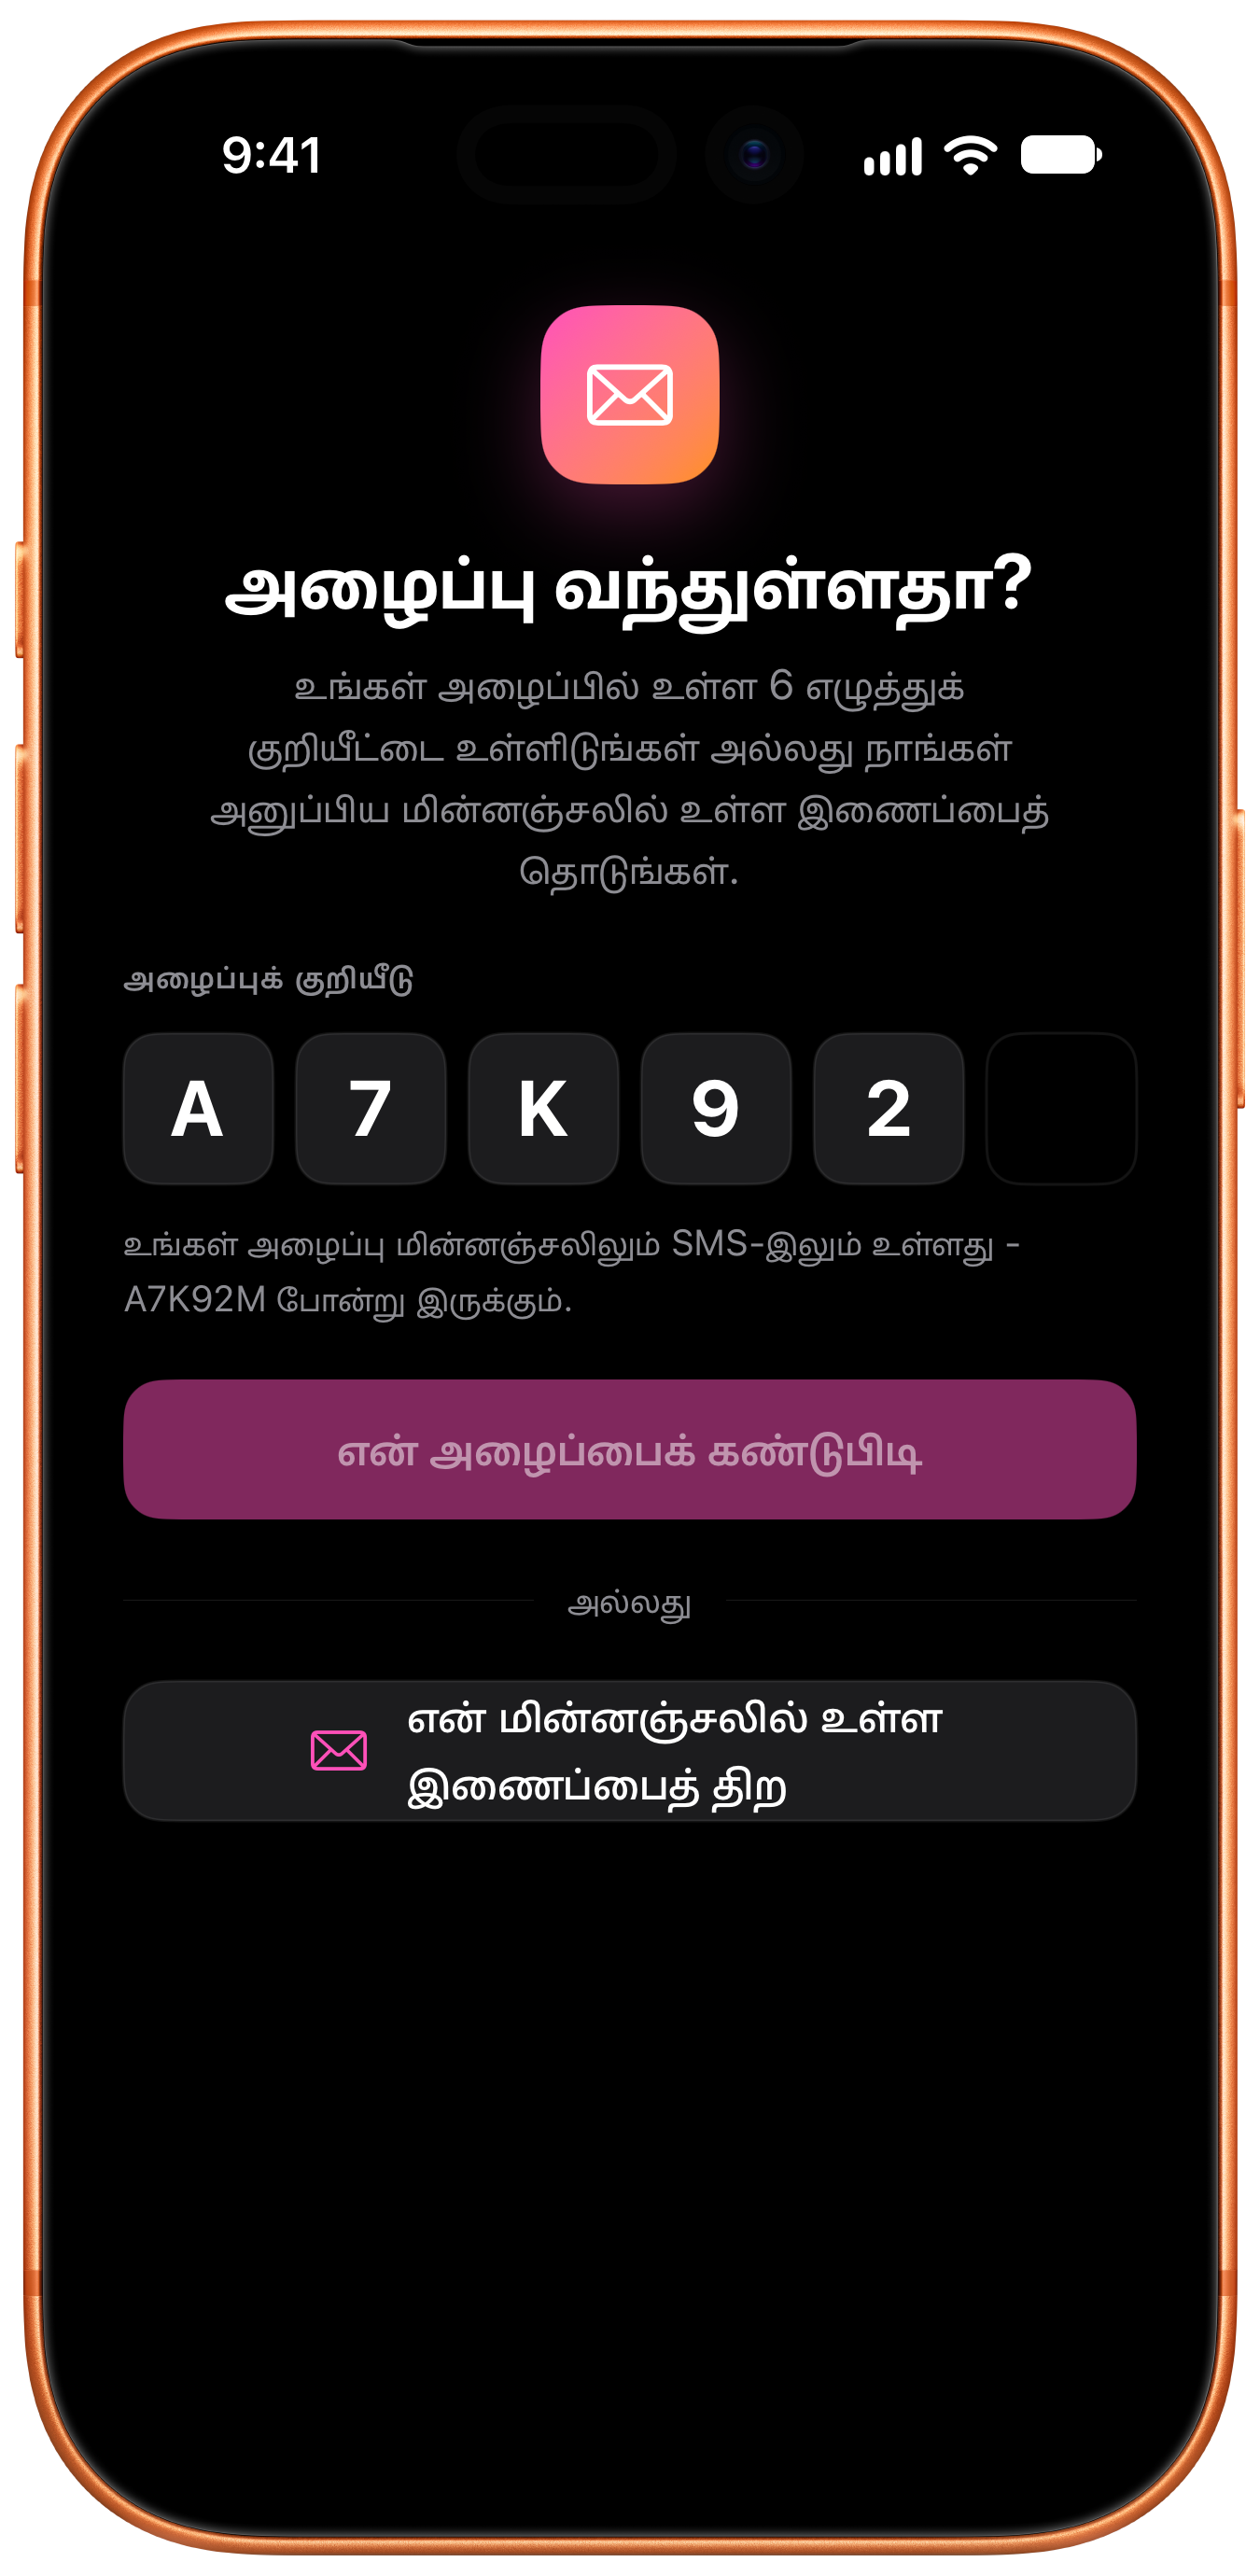 9:41
அழைப்பு வந்துள்ளதா?
உங்கள் அழைப்பில் உள்ள 6 எழுத்துக்
குறியீட்டை உள்ளிடுங்கள் அல்லது நாங்கள்
அனுப்பிய மின்னஞ்சலில் உள்ள இணைப்பைத்
தொடுங்கள்.
அழைப்புக் குறியீடு
A 7 K 9 2
உங்கள் அழைப்பு மின்னஞ்சலிலும் SMS-இலும் உள்ளது -
A7K92M போன்று இருக்கும்.
என் அழைப்பைக் கண்டுபிடி
அல்லது
என் மின்னஞ்சலில் உள்ள
இணைப்பைத் திற